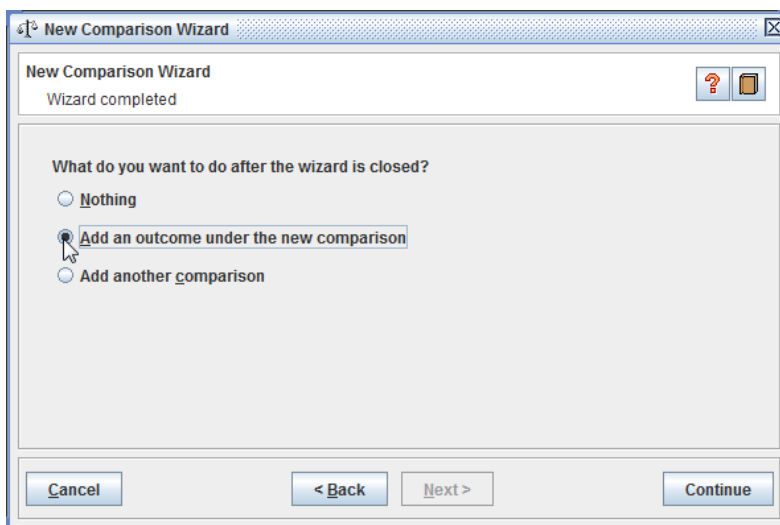 New Comparison Wizard
New Comparison Wizard
Wizard completed
?
What do you want to do after the wizard is closed?
Nothing
Add an outcome under the new comparison
Add another comparison
Cancel
< Back
Next >
Continue